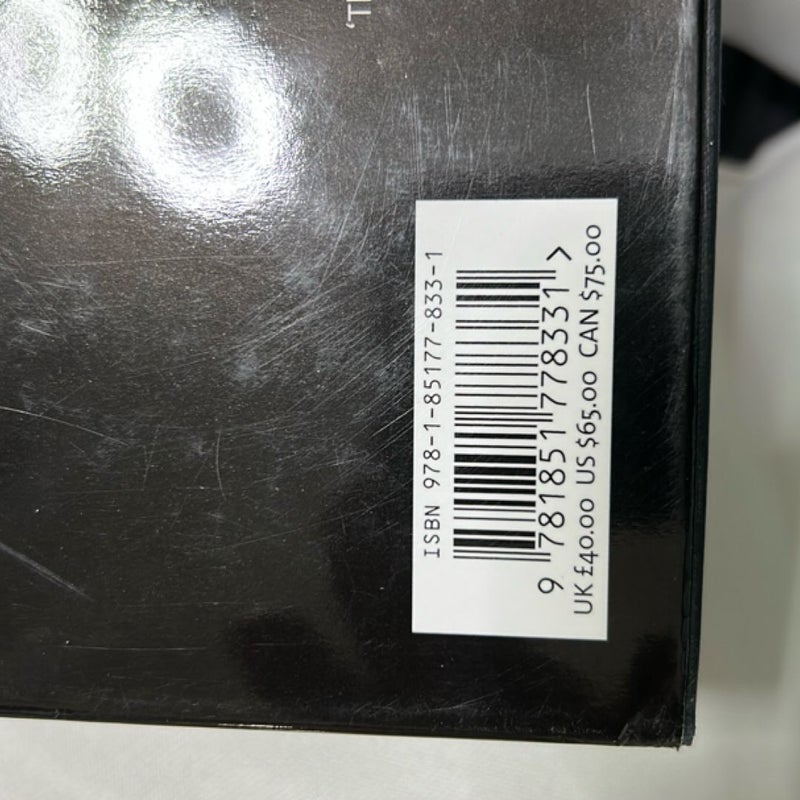 'T
ISBN 978-1-85177-833-1
9 781851 778331 >
UK £40.00 US $65.00 CAN $75.00